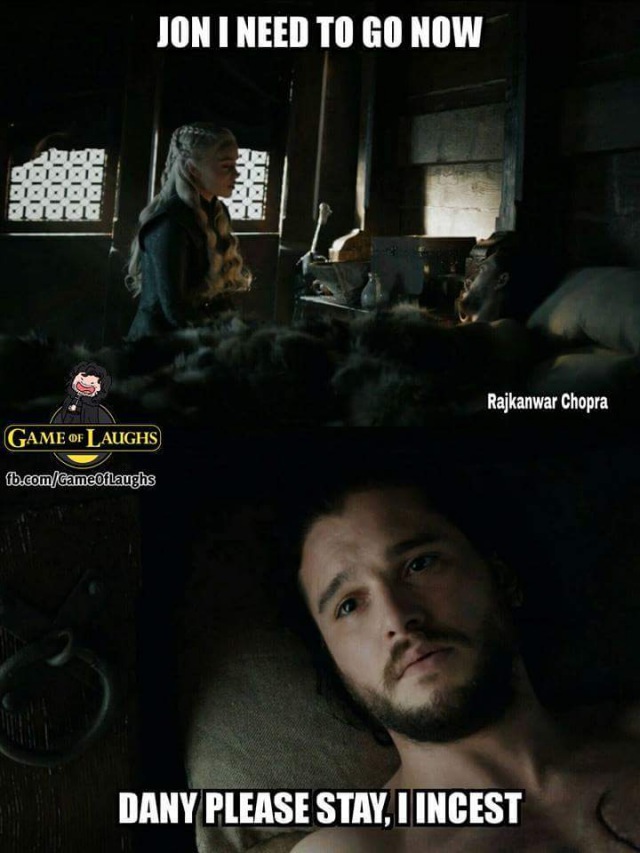 JON I NEED TO GO NOW
Rajkanwar Chopra
GAME OF LAUGHS
fb.com/GameOfLaughs
DANY PLEASE STAY, I INCEST